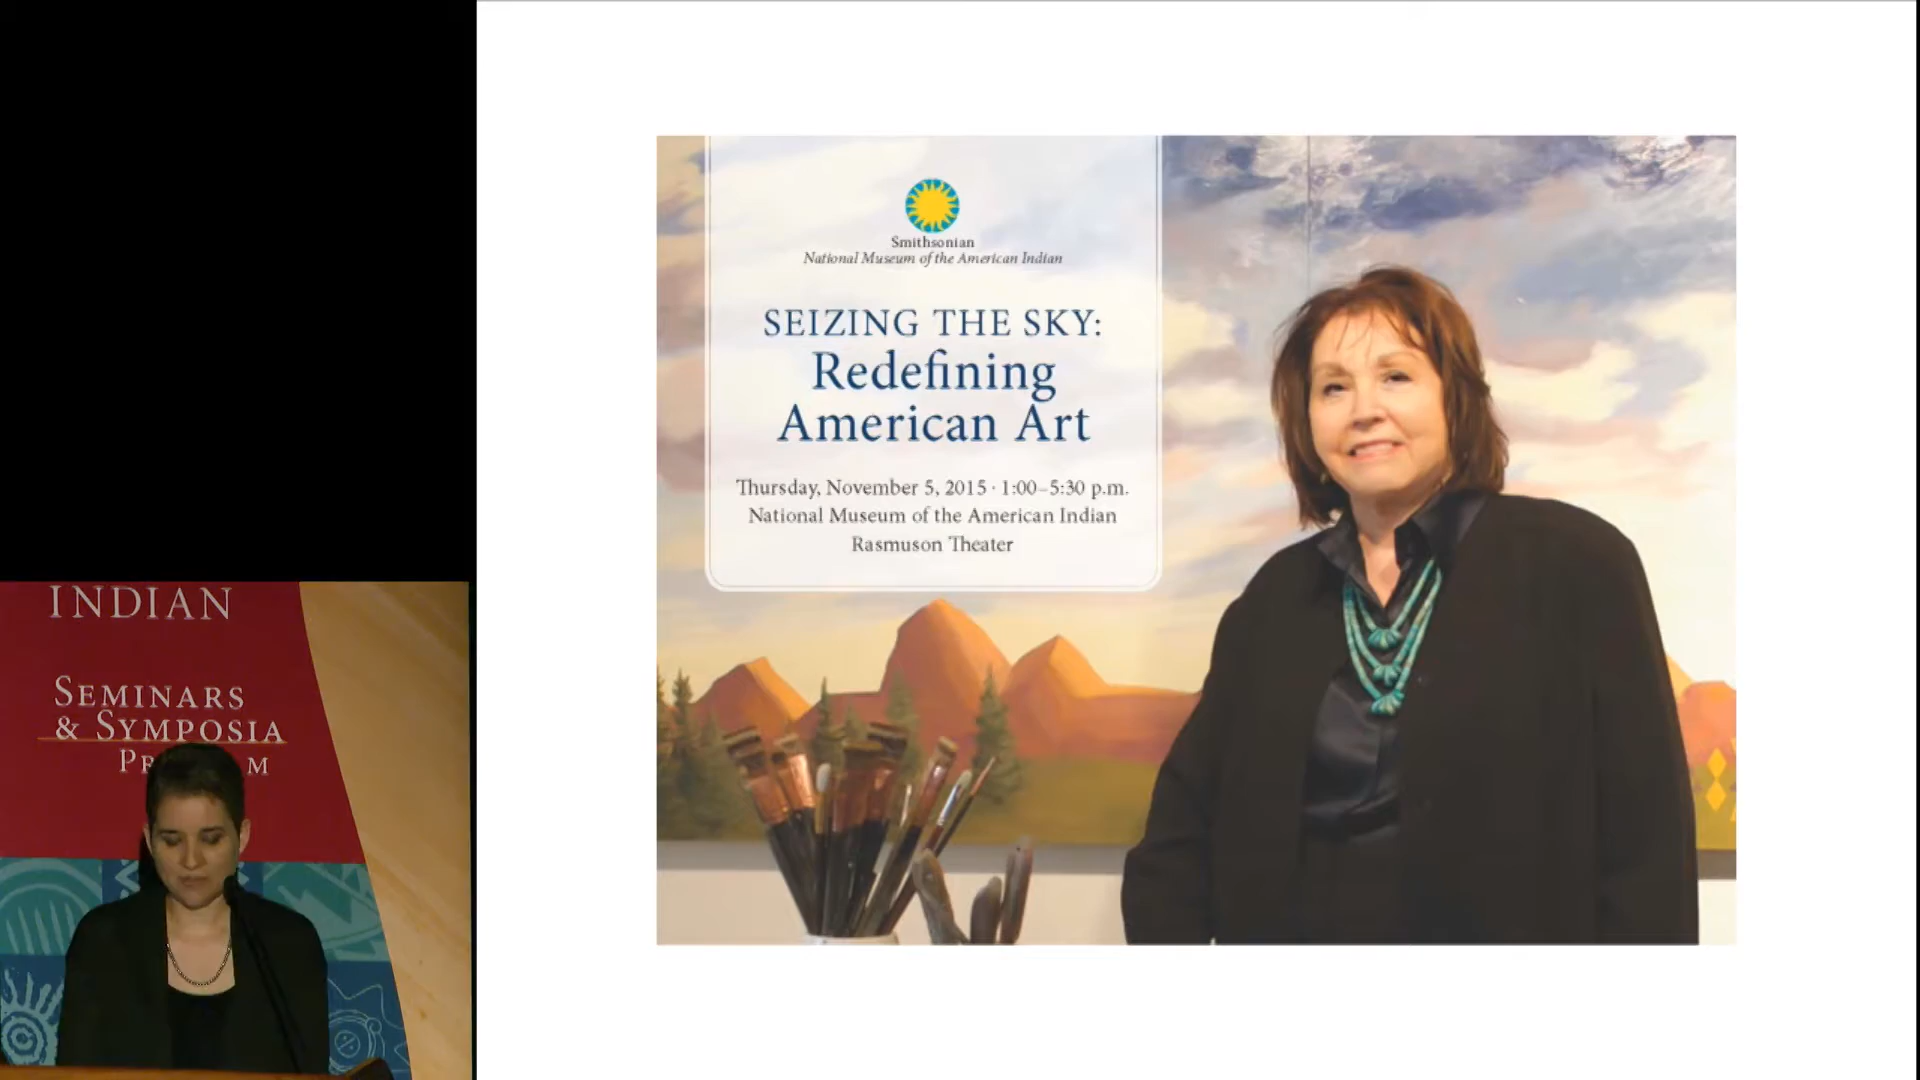 INDIAN
SEMINARS
& SYMPOSIA
Smithsonian
National Museum of the American Indian
SEIZING THE SKY:
Redefining
American Art
Thursday, November 5, 2015 · 1:00–5:30 p.m.
National Museum of the American Indian
Rasmuson Theater